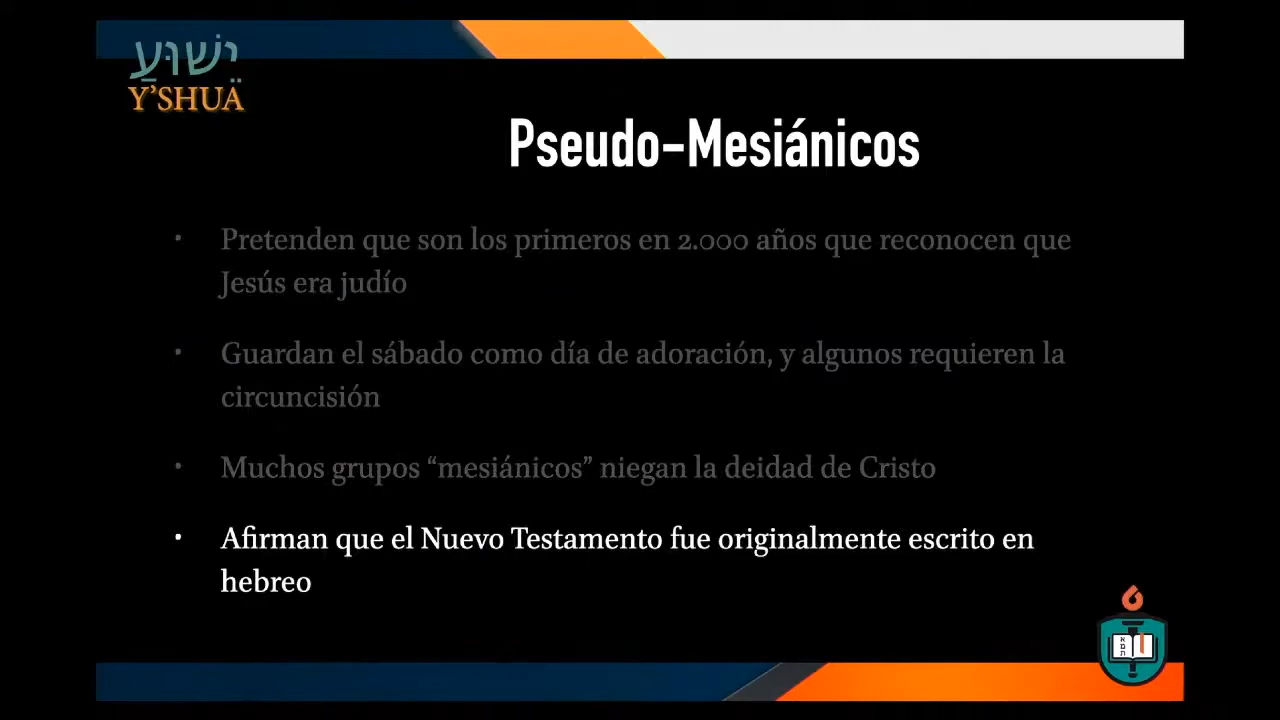 יֵשׁוּעַ
Y'SHUA
Pseudo-Mesiánicos
• Pretenden que son los primeros en 2.000 años que reconocen que
Jesús era judío
• Guardan el sábado como día de adoración, y algunos requieren la
circuncisión
• Muchos grupos “mesiánicos” niegan la deidad de Cristo
• Afirman que el Nuevo Testamento fue originalmente escrito en
hebreo
א
מ
ת